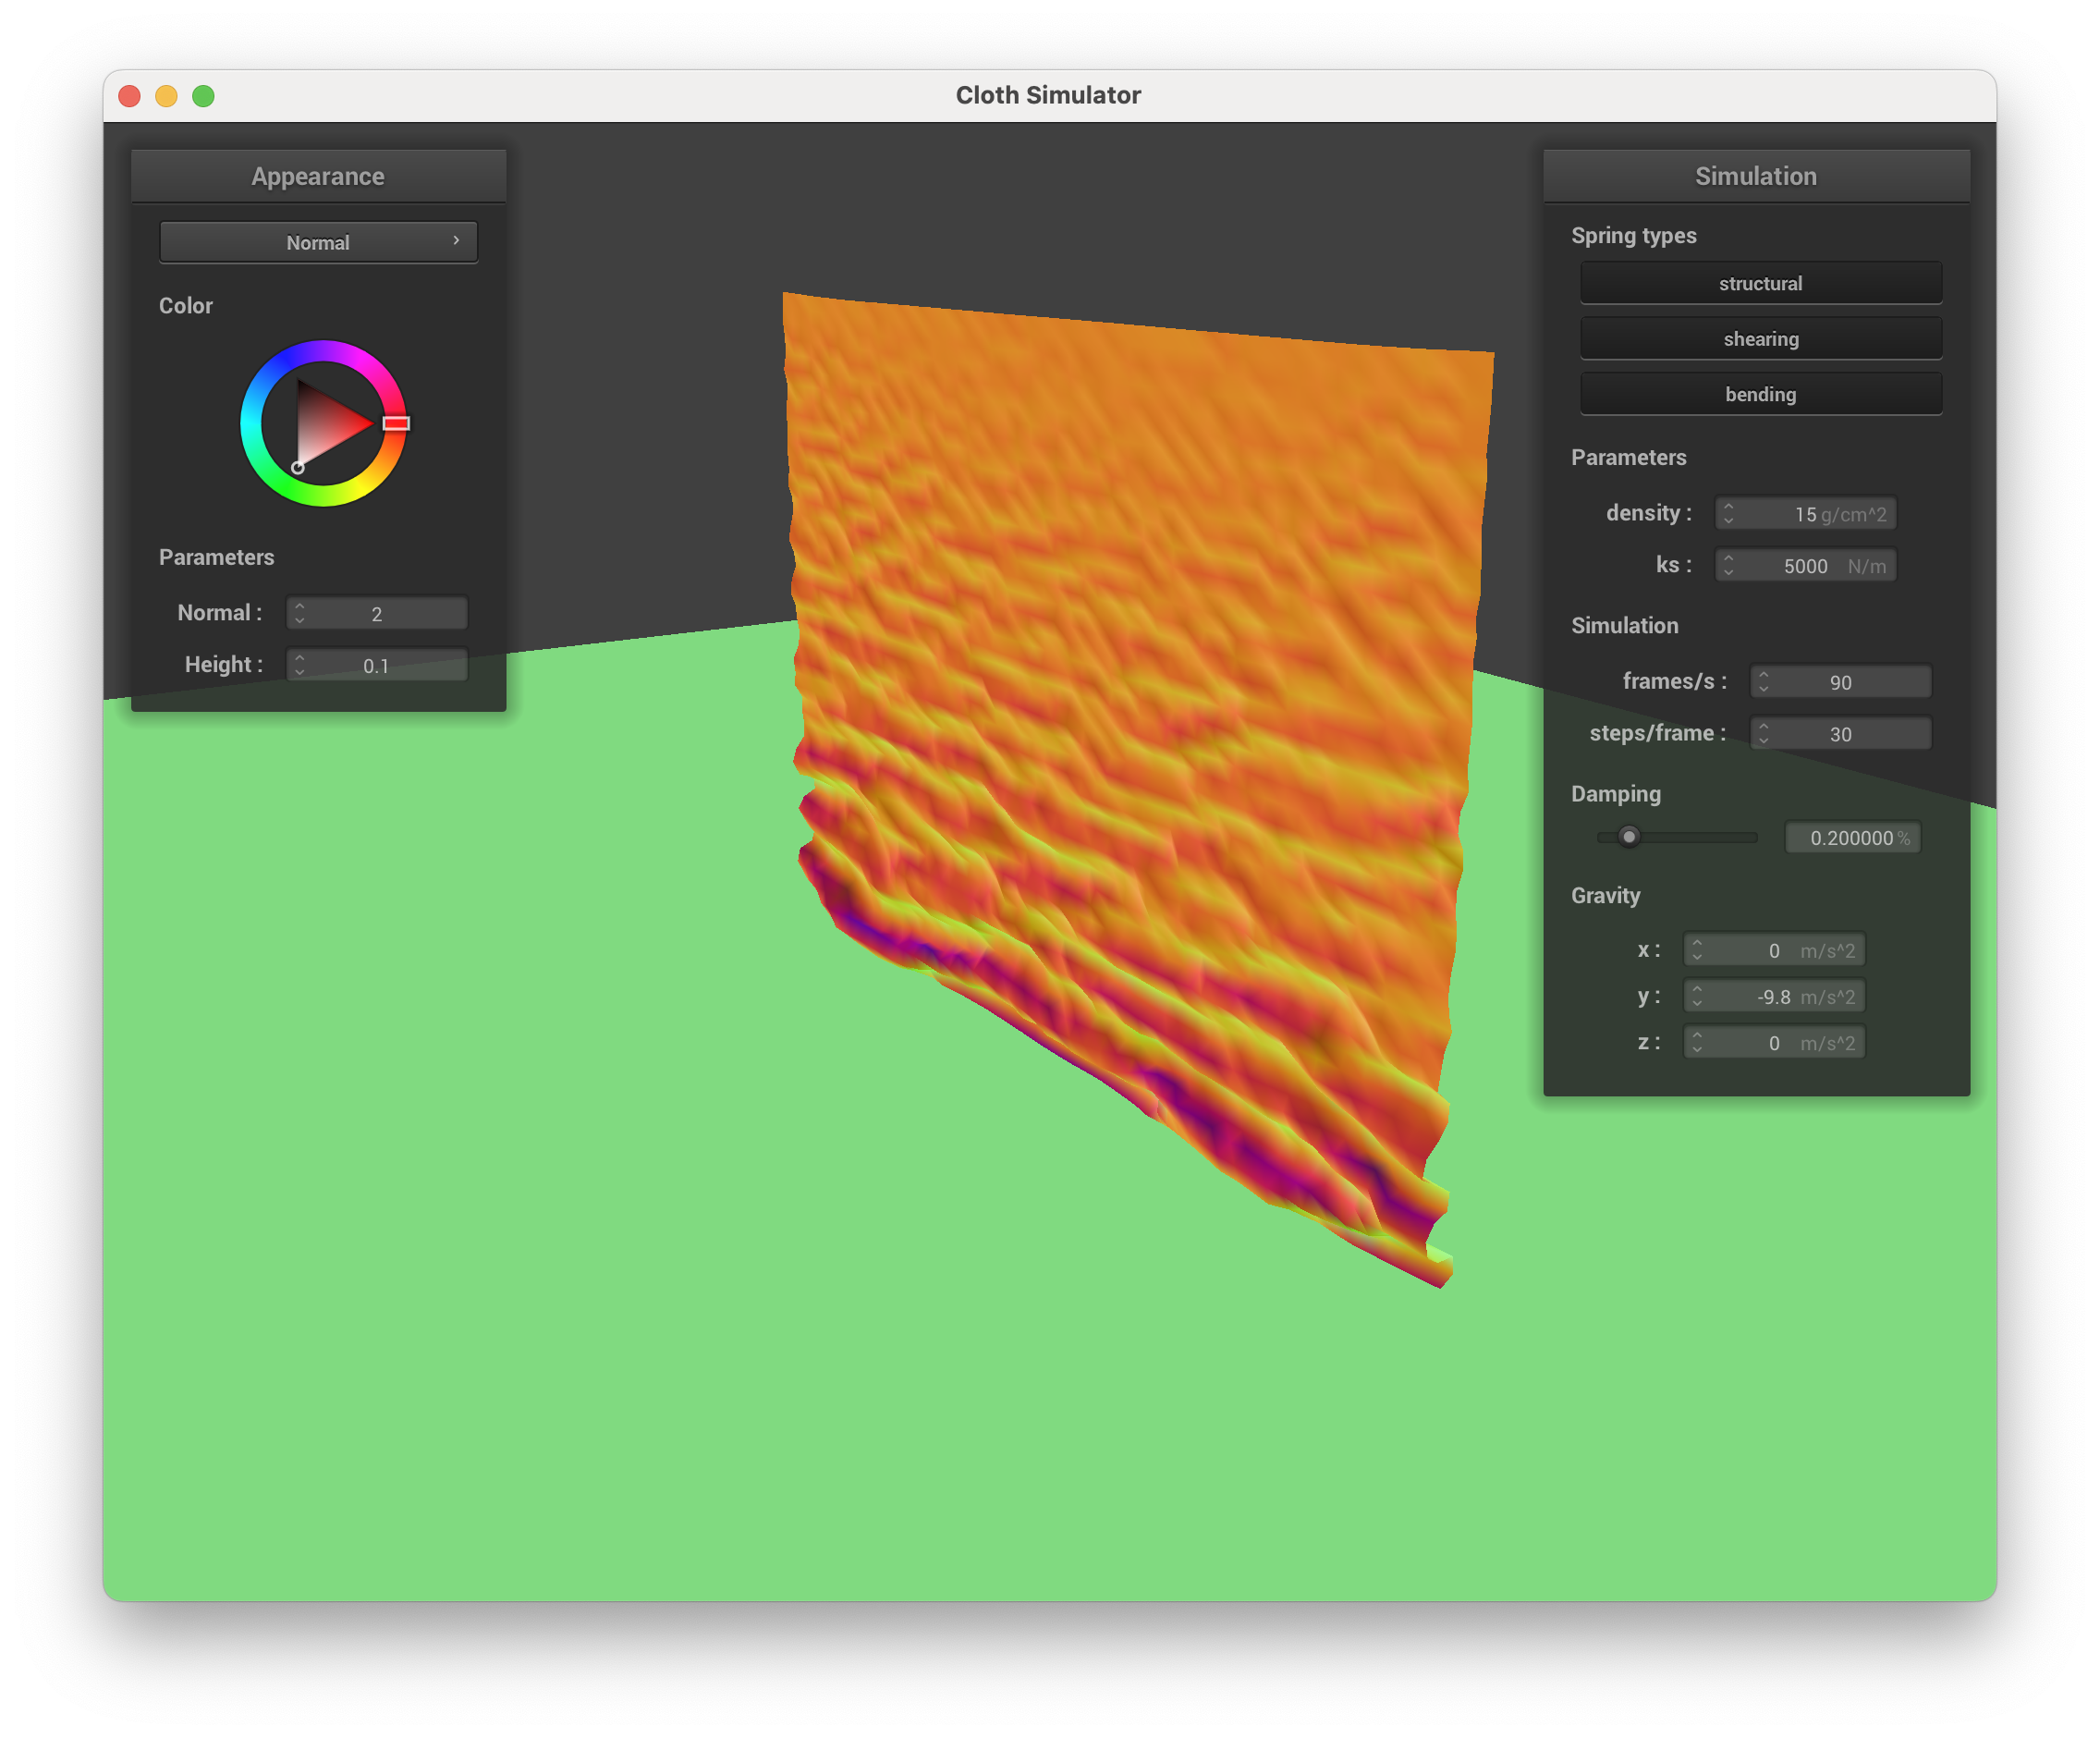 Cloth Simulator
Appearance
Normal
Color
Parameters
Normal : 2
Height : 0.1
Simulation
Spring types
structural
shearing
bending
Parameters
density : 15 g/cm^2
ks : 5000 N/m
Simulation
frames/s : 90
steps/frame : 30
Damping
0.200000 %
Gravity
x : 0 m/s^2
y : -9.8 m/s^2
z : 0 m/s^2